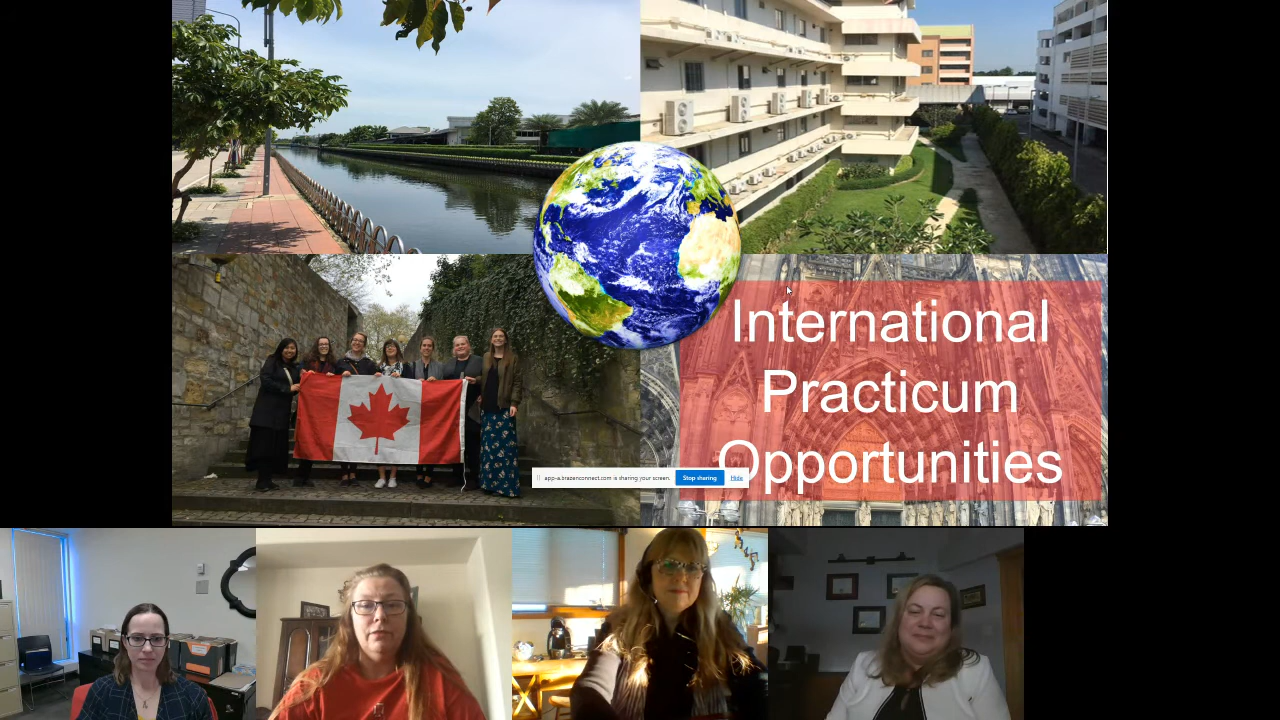 International
Practicum
Opportunities
app-a.brazenconnect.com is sharing your screen.
Stop sharing
Hide